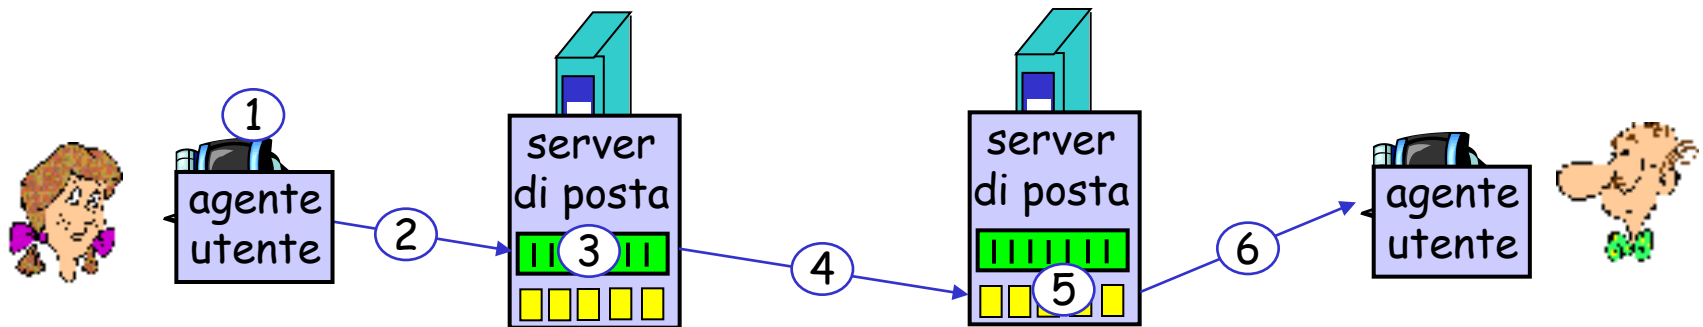 1
agente
utente
2
server
di posta
3
4
server
di posta
5
6
agente
utente